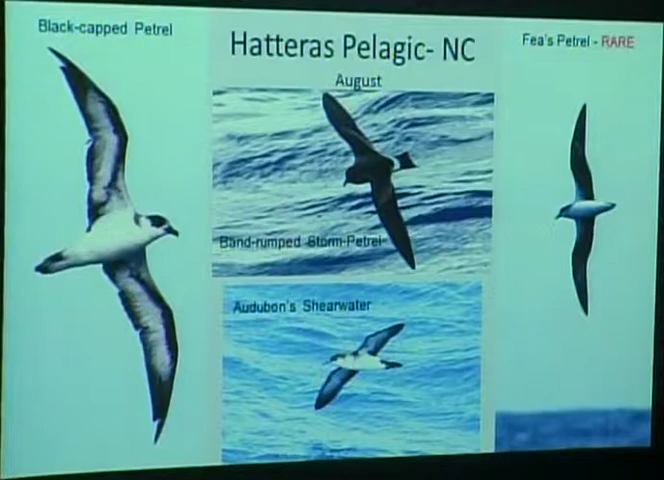 Black-capped Petrel
Hatteras Pelagic- NC
August
Fea's Petrel - RARE
Band-rumped Storm-Petrel
Audubon's Shearwater